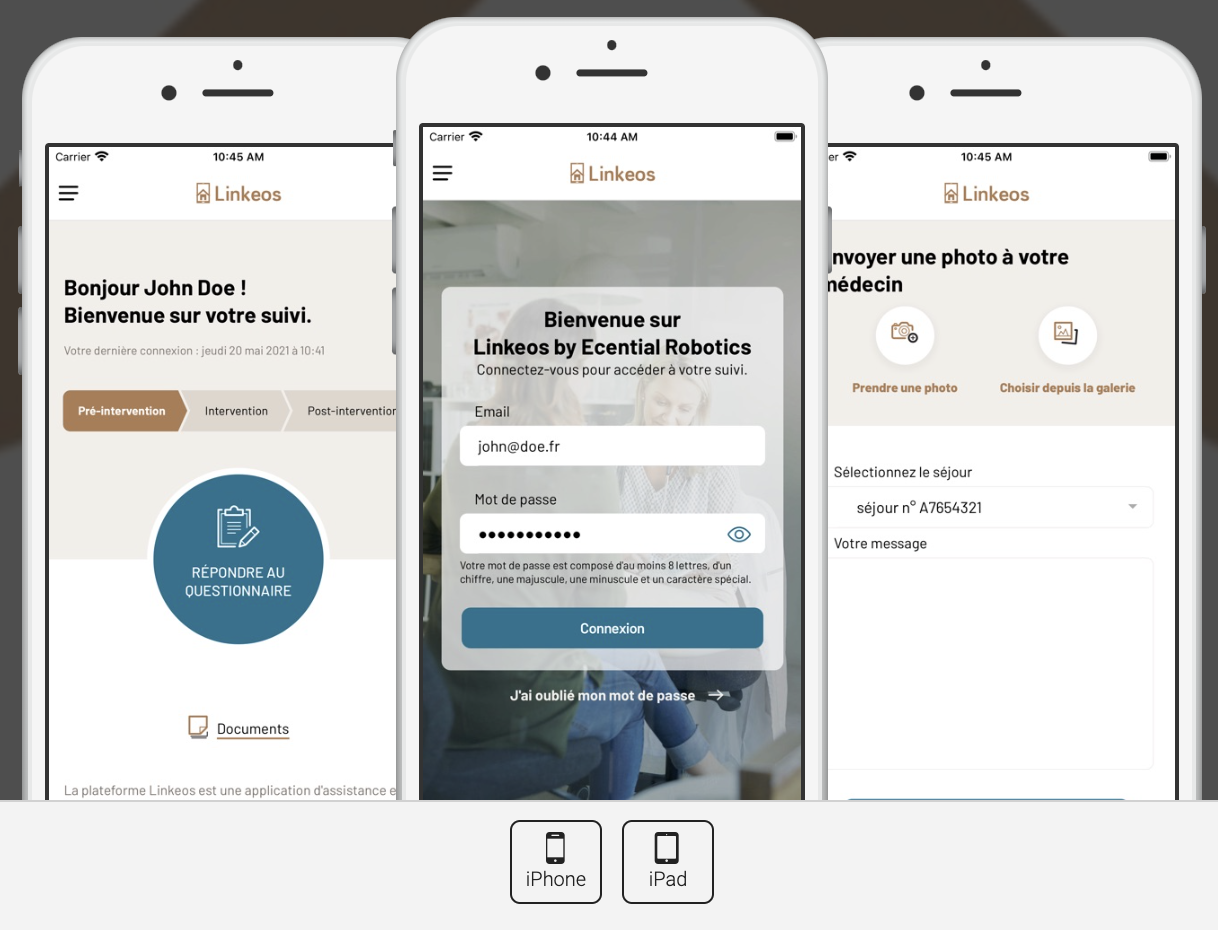 Carrier
10:45 AM
Linkeos
Bonjour John Doe !
Bienvenue sur votre suivi.
Votre dernière connexion : jeudi 20 mai 2021 à 10:41
Pré-intervention
Intervention
Post-intervention
RÉPONDRE AU
QUESTIONNAIRE
Documents
La plateforme Linkeos est une application d'assistance e
Carrier
10:44 AM
Linkeos
Bienvenue sur
Linkeos by Ecential Robotics
Connectez-vous pour accéder à votre suivi.
Email
john@doe.fr
Mot de passe
•••••••••••
Votre mot de passe est composé d'au moins 8 lettres, d'un
chiffre, une majuscule, une minuscule et un caractère spécial.
Connexion
J'ai oublié mon mot de passe →
er
10:45 AM
Linkeos
nvoyer une photo à votre
médecin
Prendre une photo
Choisir depuis la galerie
Sélectionnez le séjour
séjour n° A7654321
Votre message
iPhone
iPad